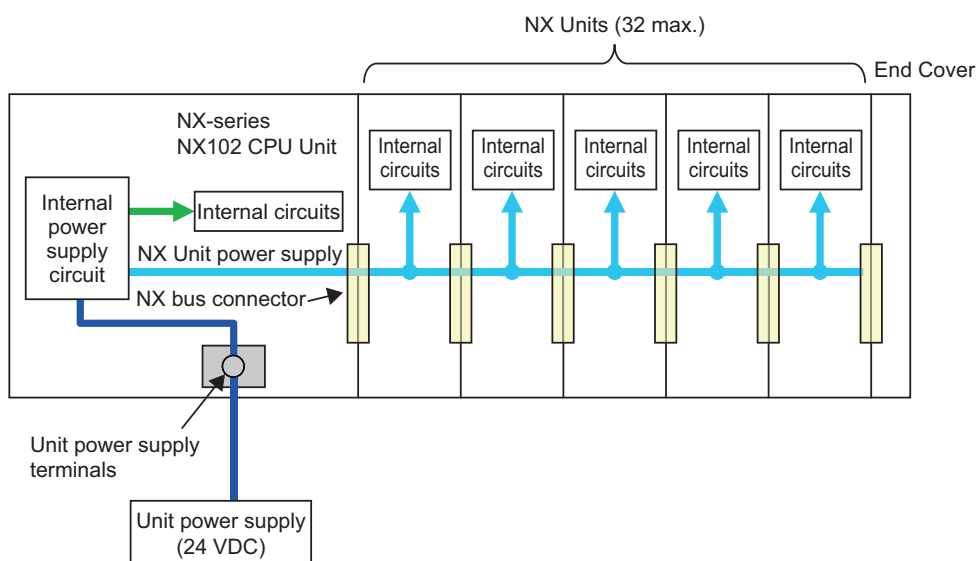 NX Units (32 max.)
End Cover
NX-series
NX102 CPU Unit
Internal
circuits
Internal
circuits
Internal
circuits
Internal
circuits
Internal
circuits
Internal
power
supply
circuit
Internal circuits
NX Unit power supply
NX bus connector
Unit power supply
terminals
Unit power supply
(24 VDC)